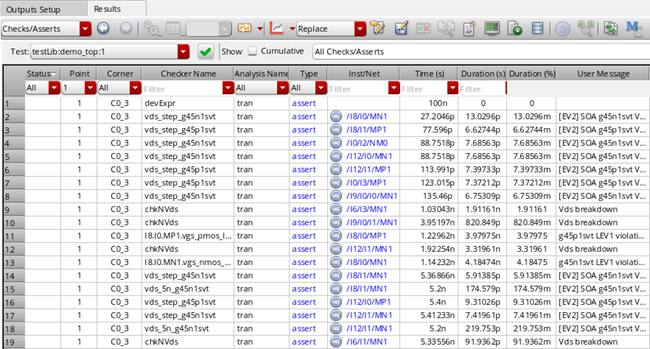 Outputs Setup Results
Checks/Asserts Replace
Test: testLib:demo_top:1 Show: Cumulative All Checks/Asserts
Status Point Corner Checker Name Analysis Name Type Inst/Net Time (s) Duration (s) Duration (%) User Message
All 1 All Filter All All Filter Filter Filter
1 1 C0_3 devExpr tran assert 100n 0 0
2 1 C0_3 vds_step_g45n1svt tran assert /I8/I0/MN1 27.2046p 13.0296p 13.0296m [EV2] SOA g45n1svt V...
3 1 C0_3 vds_step_g45p1svt tran assert /I8/I1/MP1 77.596p 6.62744p 6.62744m [EV2] SOA g45p1svt V...
4 1 C0_3 vds_step_g45n1svt tran assert /I0/I2/NM0 88.7518p 7.68563p 7.68563m [EV2] SOA g45n1svt V...
5 1 C0_3 vds_step_g45n1svt tran assert /I12/I0/MN1 88.7518p 7.68563p 7.68563m [EV2] SOA g45n1svt V...
6 1 C0_3 vds_step_g45p1svt tran assert /I12/I1/MP1 113.991p 7.39733p 7.39733m [EV2] SOA g45p1svt V...
7 1 C0_3 vds_step_g45p1svt tran assert /I0/I3/MP1 123.015p 7.37212p 7.37212m [EV2] SOA g45p1svt V...
8 1 C0_3 vds_step_g45n1svt tran assert /I9/I0/I0/MN1 135.46p 6.75309p 6.75309m [EV2] SOA g45n1svt V...
9 1 C0_3 chkNVds tran assert /I6/I3/MN1 1.03043n 1.91161n 1.91161 Vds breakdown
10 1 C0_3 chkNVds tran assert /I9/I0/I1/MN1 3.95197n 820.849p 820.849m Vds breakdown
11 1 C0_3 I8.I0.MP1.vgs_pmos_l... tran assert /I8/I0/MP1 1.22962n 3.97975n 3.97975 g45p1svt LEV1 violati...
12 1 C0_3 chkNVds tran assert /I12/I1/MN1 1.92254n 3.31961n 3.31961 Vds breakdown
13 1 C0_3 I8.I0.MN1.vgs_nmos_... tran assert /I8/I0/MN1 1.14232n 4.18474n 4.18475 g45n1svt LEV1 violati...
14 1 C0_3 vds_step_g45n1svt tran assert /I8/I1/MN1 5.36866n 5.91385p 5.91385m [EV2] SOA g45n1svt V...
15 1 C0_3 vds_5n_g45n1svt tran assert /I8/I1/MN1 5.2n 174.579p 174.579m [EV2] SOA g45n1svt V...
16 1 C0_3 vds_step_g45p1svt tran assert /I12/I0/MP1 5.4n 9.31026p 9.31026m [EV2] SOA g45p1svt V...
17 1 C0_3 vds_step_g45n1svt tran assert /I12/I1/MN1 5.41233n 7.41961p 7.41961m [EV2] SOA g45n1svt V...
18 1 C0_3 vds_5n_g45n1svt tran assert /I12/I1/MN1 5.2n 219.753p 219.753m [EV2] SOA g45n1svt V...
19 1 C0_3 chkNVds tran assert /I6/I1/MN1 5.33556n 91.9362p 91.9362m Vds breakdown